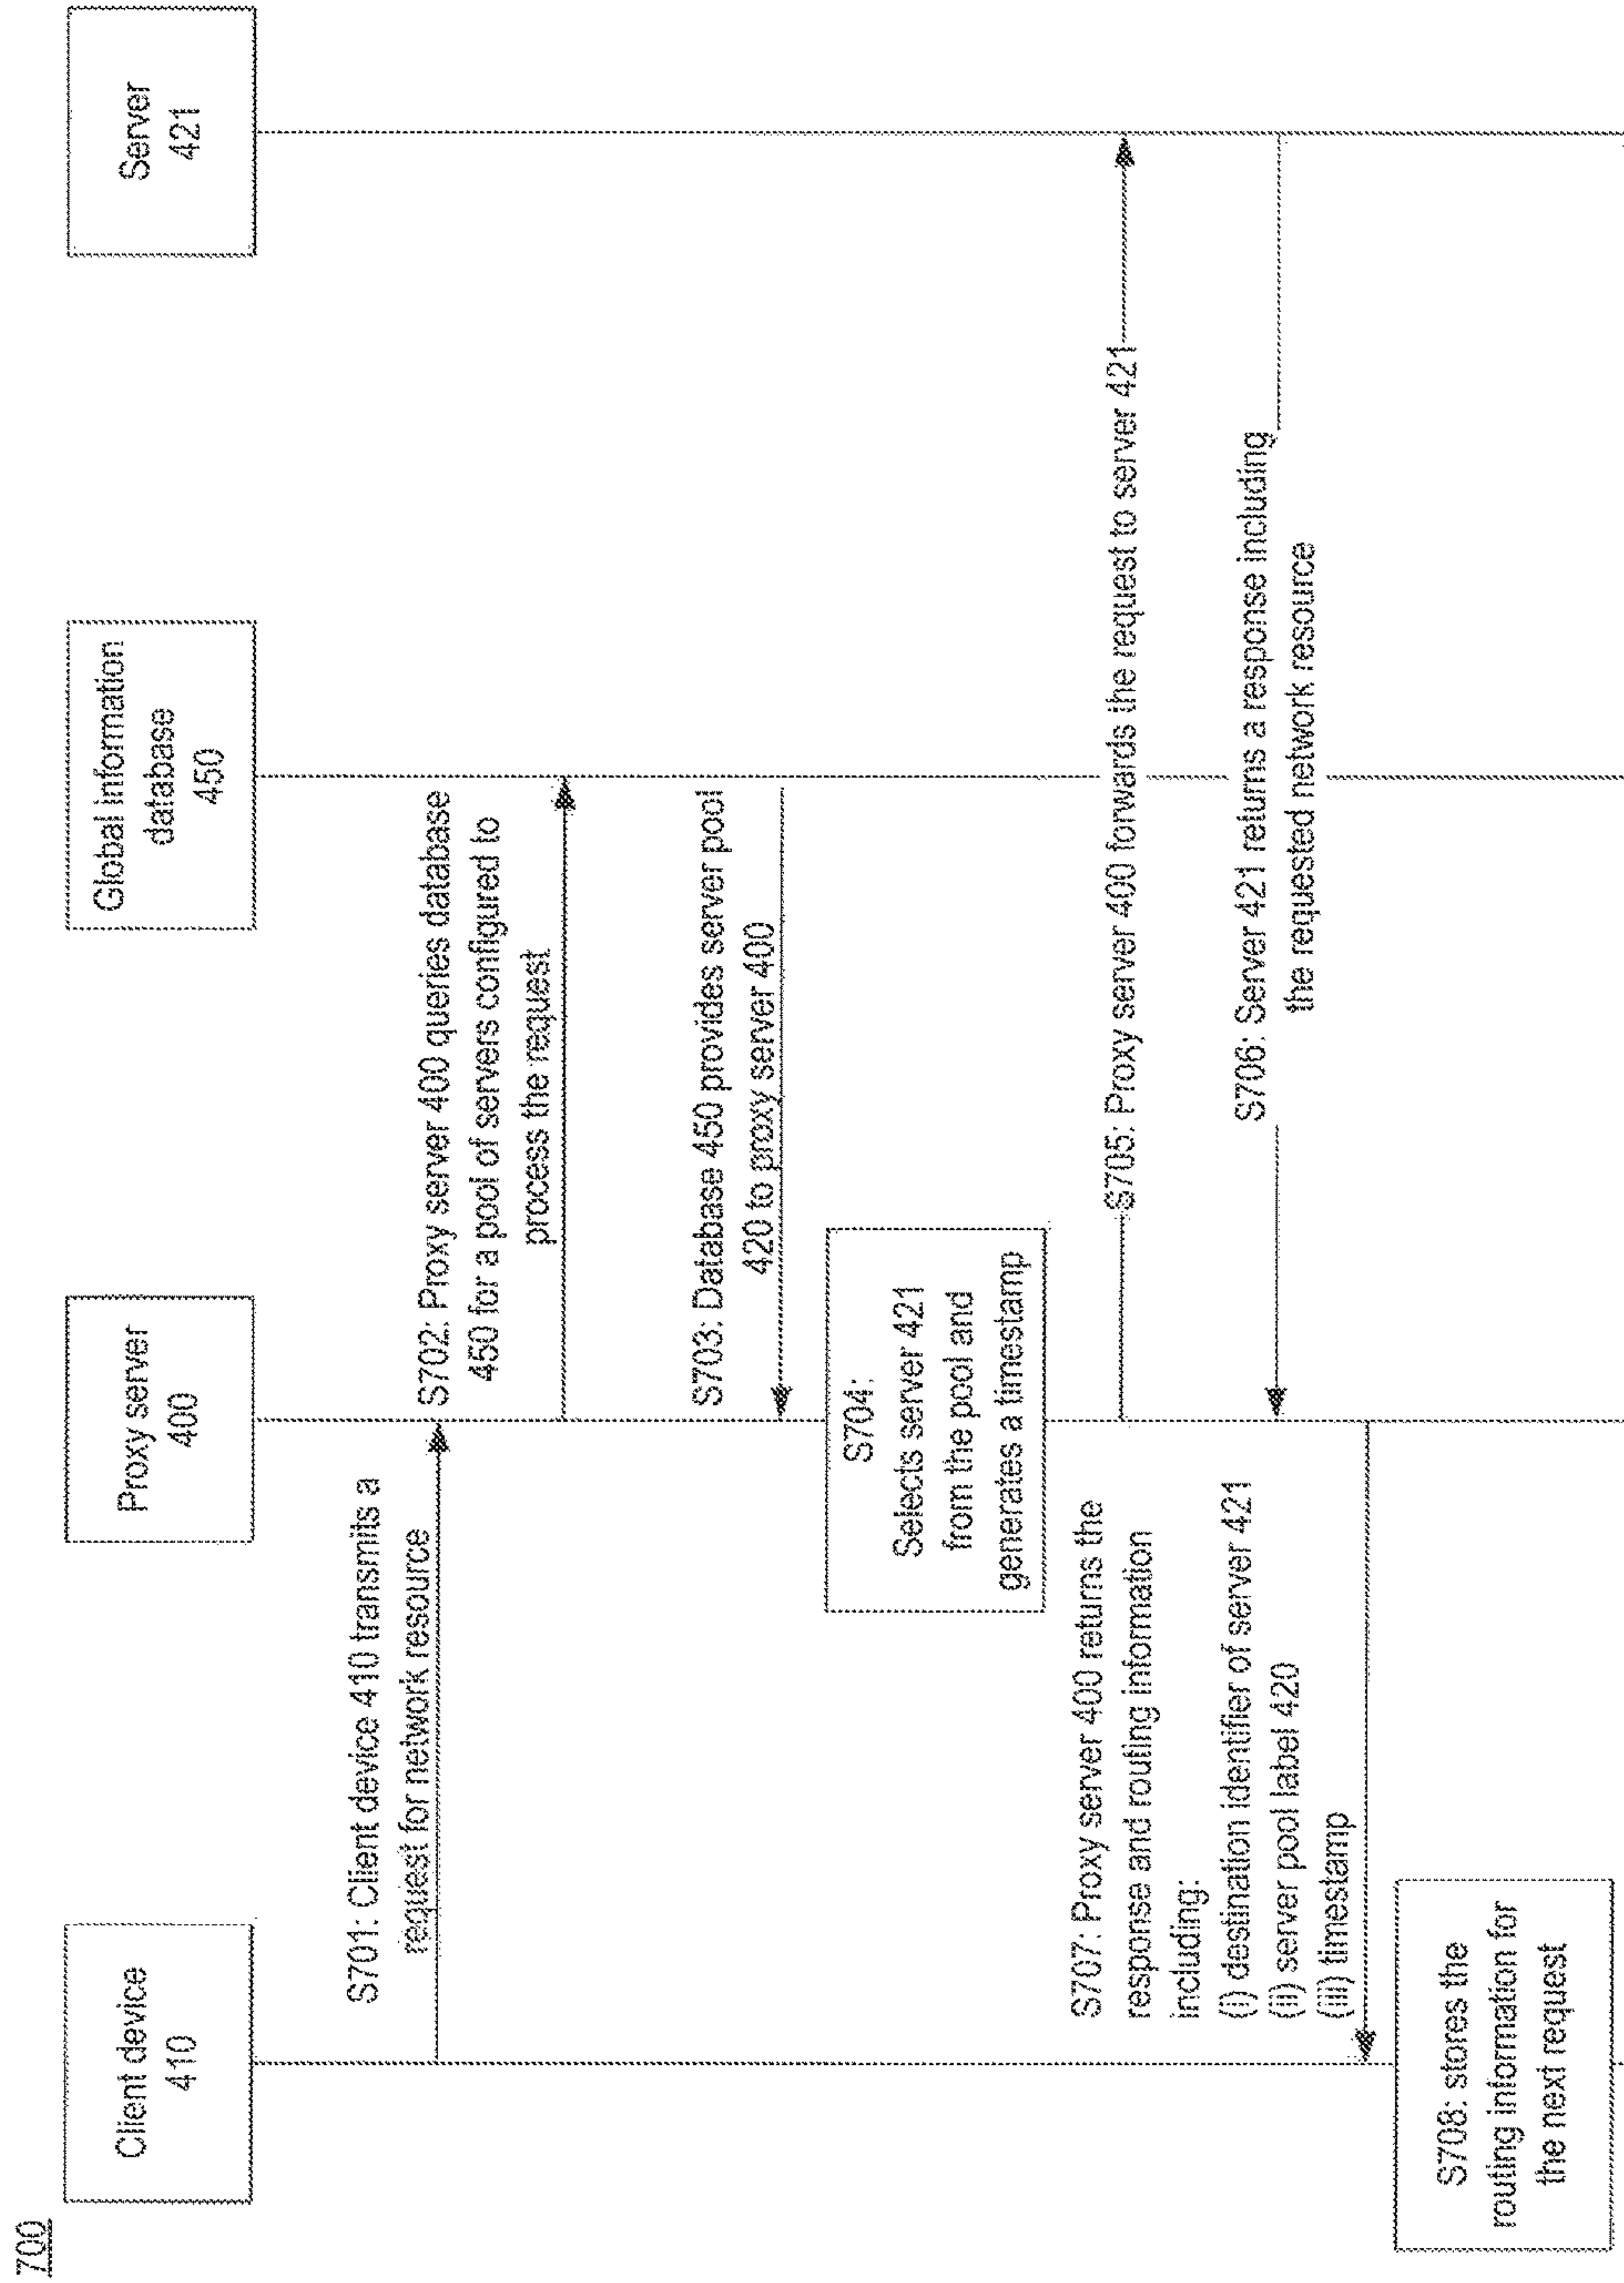 700
Client device
410
Proxy server
400
Global information
database
450
Server
421
S701: Client device 410 transmits a
request for network resource
S702: Proxy server 400 queries database
450 for a pool of servers configured to
process the request
S703: Database 450 provides server pool
420 to proxy server 400
S704:
Selects server 421
from the pool and
generates a timestamp
S705: Proxy server 400 forwards the request to server 421
S706: Server 421 returns a response including
the requested network resource
S707: Proxy server 400 returns the
response and routing information
including:
(i) destination identifier of server 421
(ii) server pool label 420
(iii) timestamp
S708: stores the
routing information for
the next request